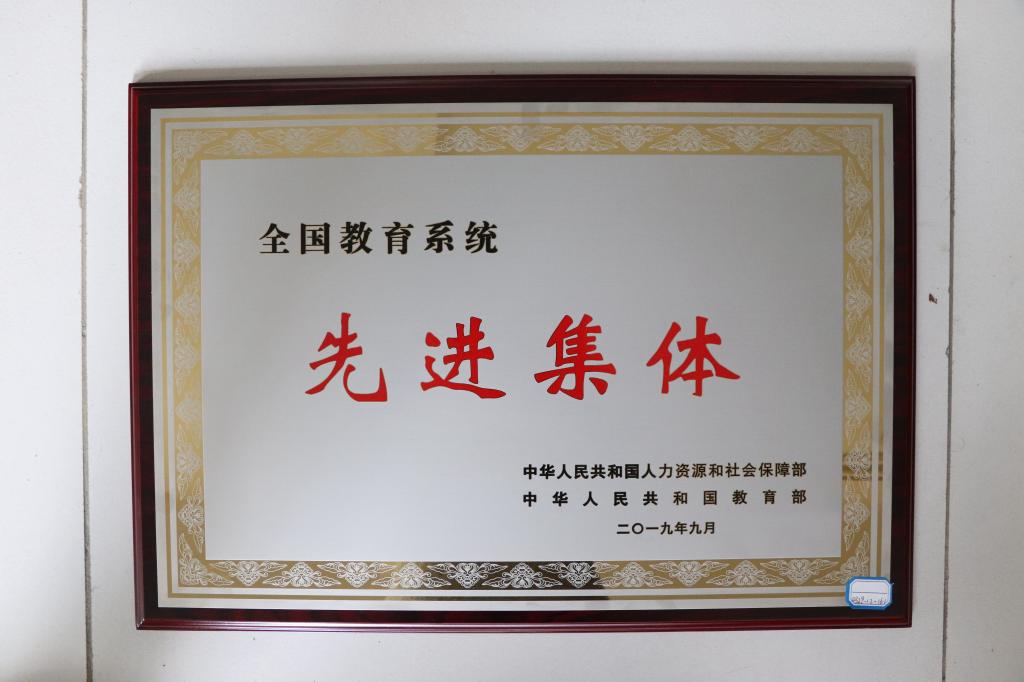 全国教育系统
先进集体
中华人民共和国人力资源和社会保障部
中华人民共和国教育部
二〇一九年九月